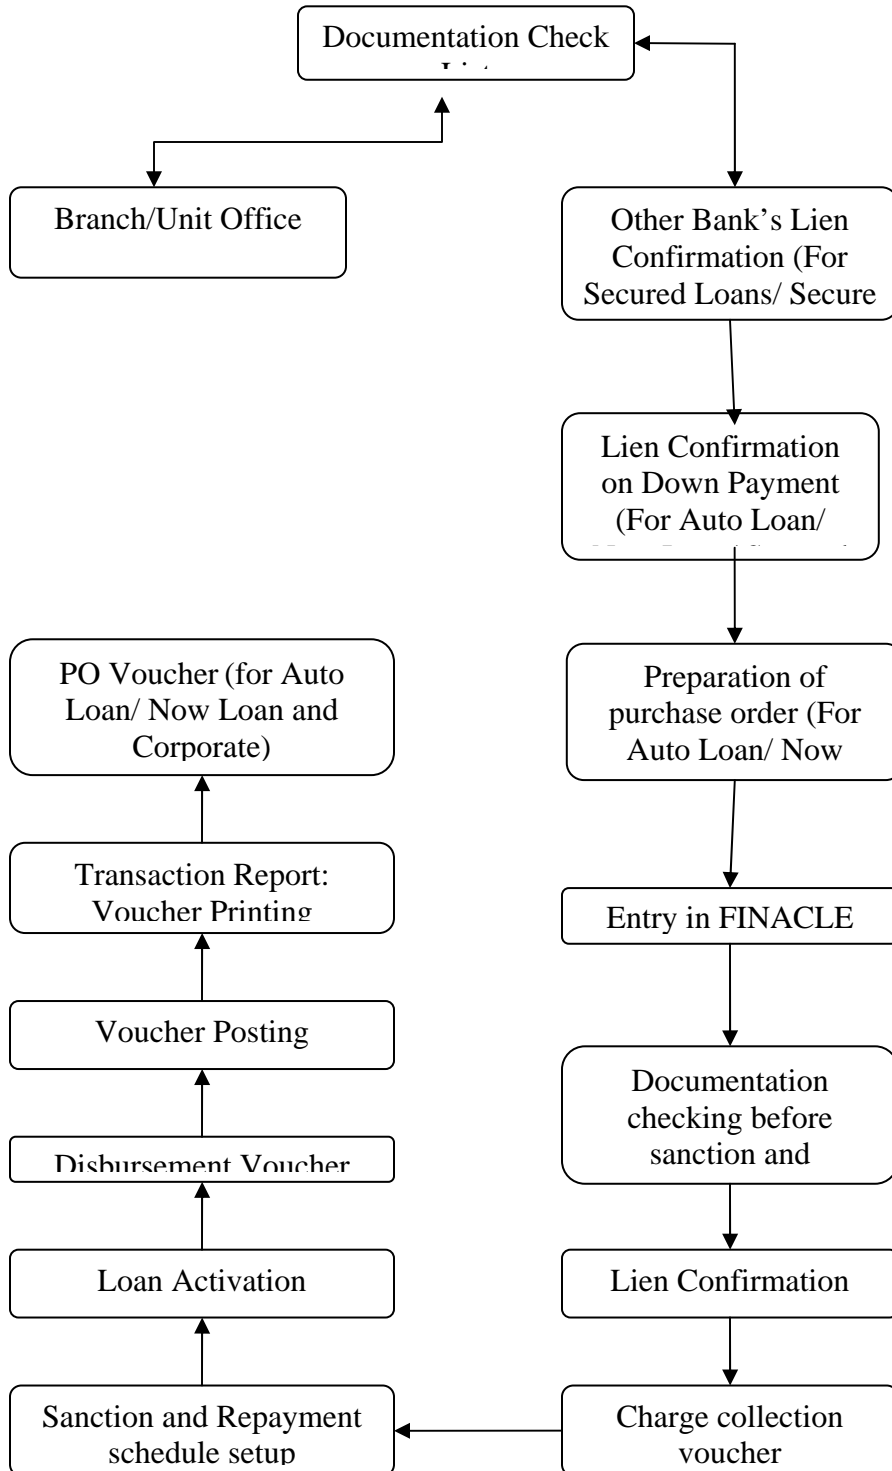 Documentation Check
List
Branch/Unit Office
Other Bank’s Lien
Confirmation (For
Secured Loans/ Secure
Lien Confirmation
on Down Payment
(For Auto Loan/
Preparation of
purchase order (For
Auto Loan/ Now
Entry in FINACLE
Documentation
checking before
sanction and
Lien Confirmation
Charge collection
voucher
Sanction and Repayment
schedule setup
Loan Activation
Disbursement Voucher
Voucher Posting
Transaction Report:
Voucher Printing
PO Voucher (for Auto
Loan/ Now Loan and
Corporate)